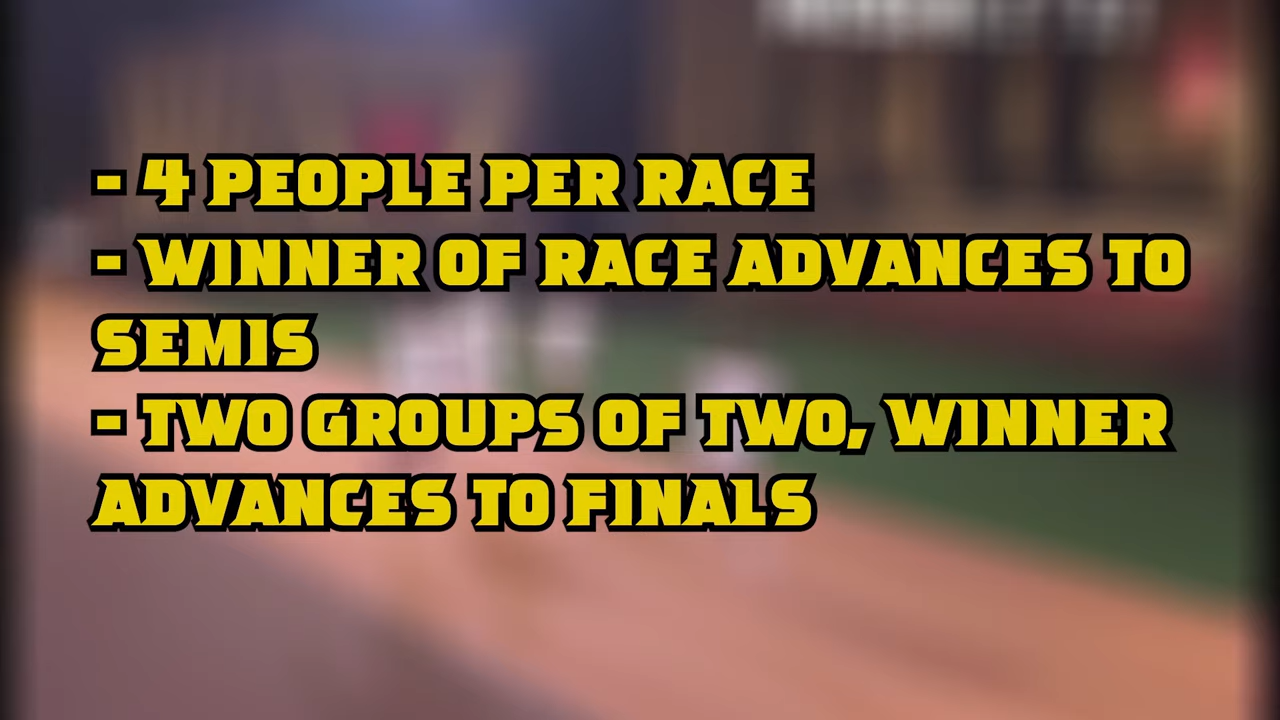 - 4 PEOPLE PER RACE
- WINNER OF RACE ADVANCES TO
SEMIS
- TWO GROUPS OF TWO, WINNER
ADVANCES TO FINALS